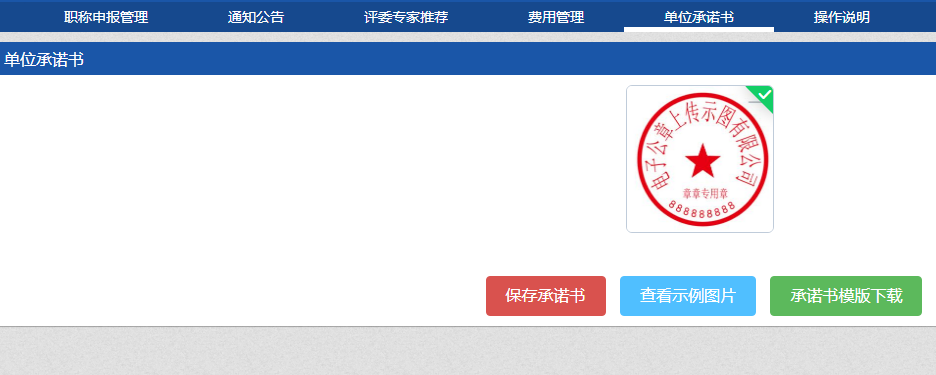 职称申报管理 通知公告 评委专家推荐 费用管理 单位承诺书 操作说明
单位承诺书
电子公章上传示图有限公司
章章专用章
888888888
保存承诺书 查看示例图片 承诺书模版下载